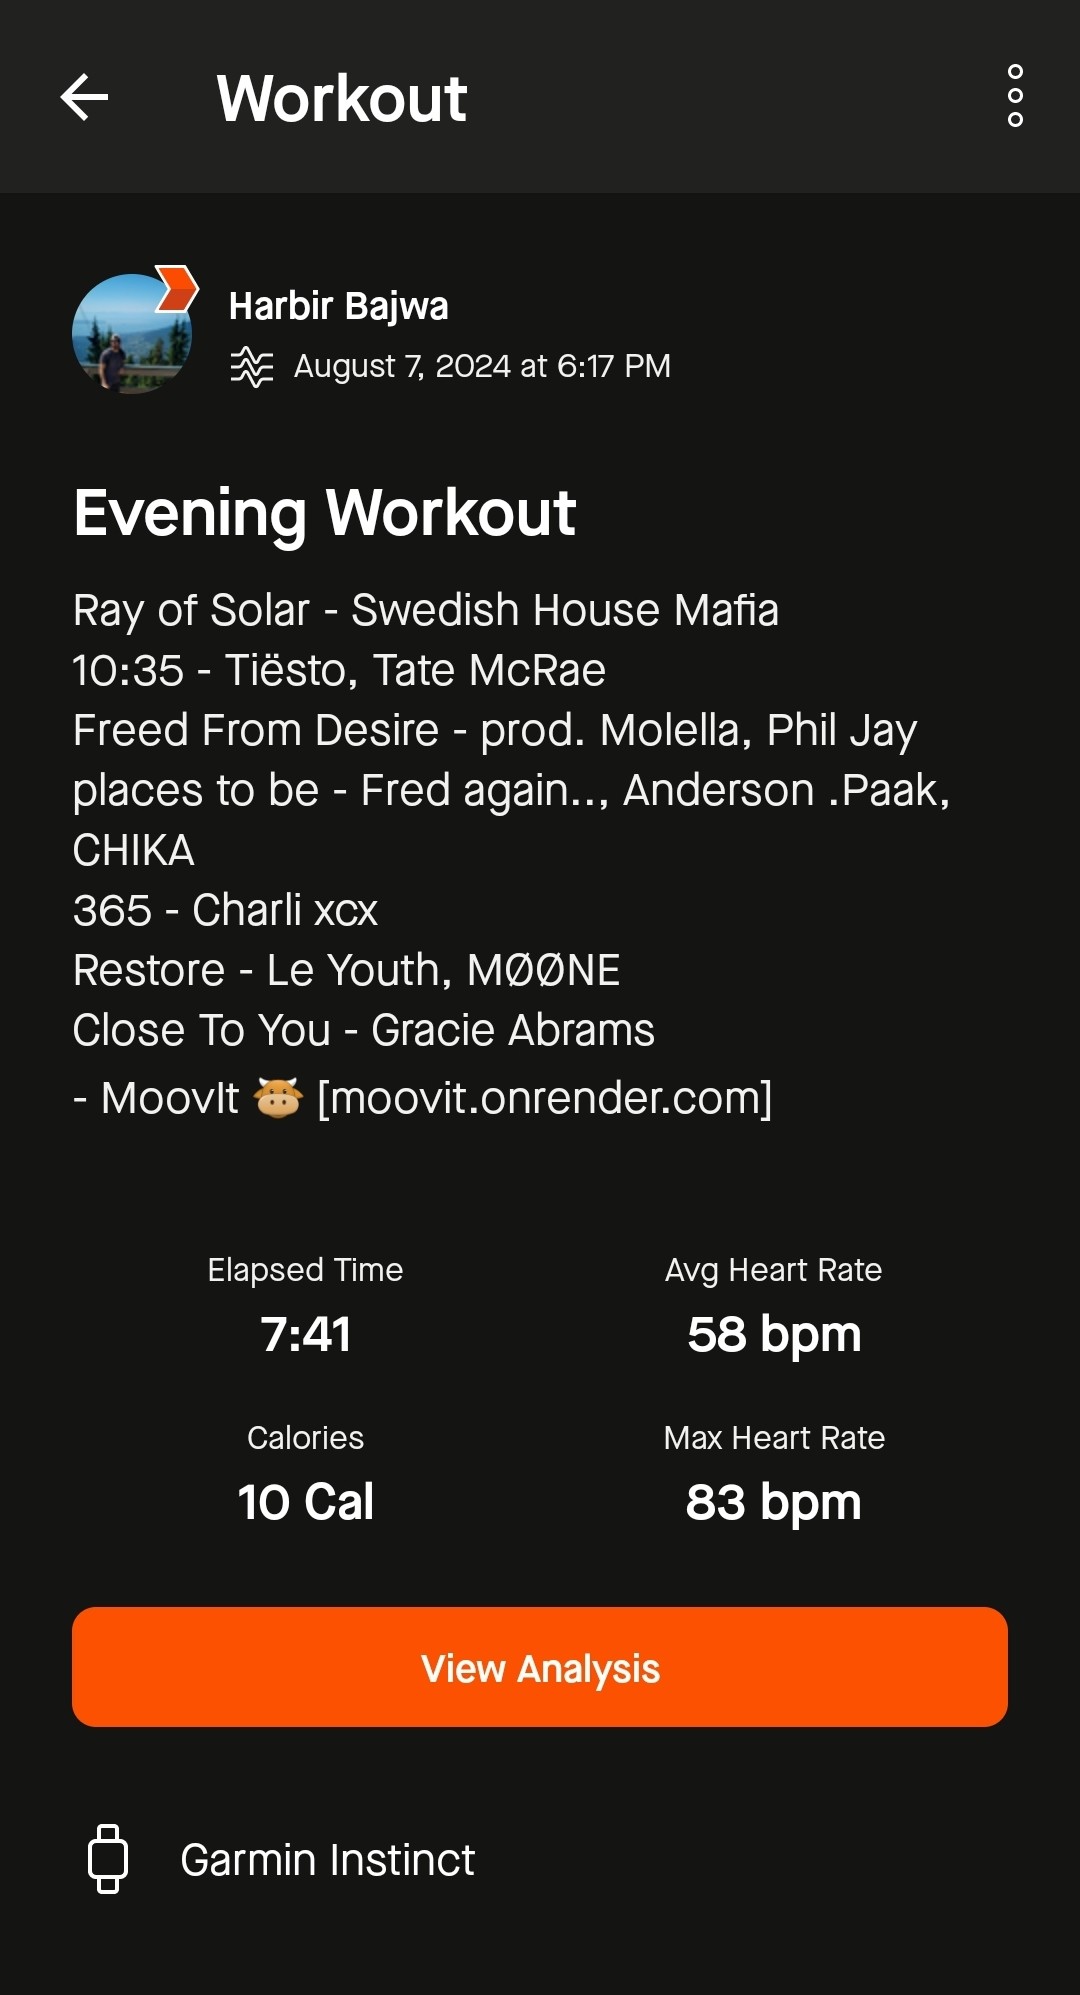 Workout
Harbir Bajwa
August 7, 2024 at 6:17 PM
Evening Workout
Ray of Solar - Swedish House Mafia
10:35 - Tiësto, Tate McRae
Freed From Desire - prod. Molella, Phil Jay
places to be - Fred again.., Anderson .Paak,
CHIKA
365 - Charli xcx
Restore - Le Youth, MØØNE
Close To You - Gracie Abrams
- MoovIt 🐮 [moovit.onrender.com]
Elapsed Time
7:41
Avg Heart Rate
58 bpm
Calories
10 Cal
Max Heart Rate
83 bpm
View Analysis
Garmin Instinct